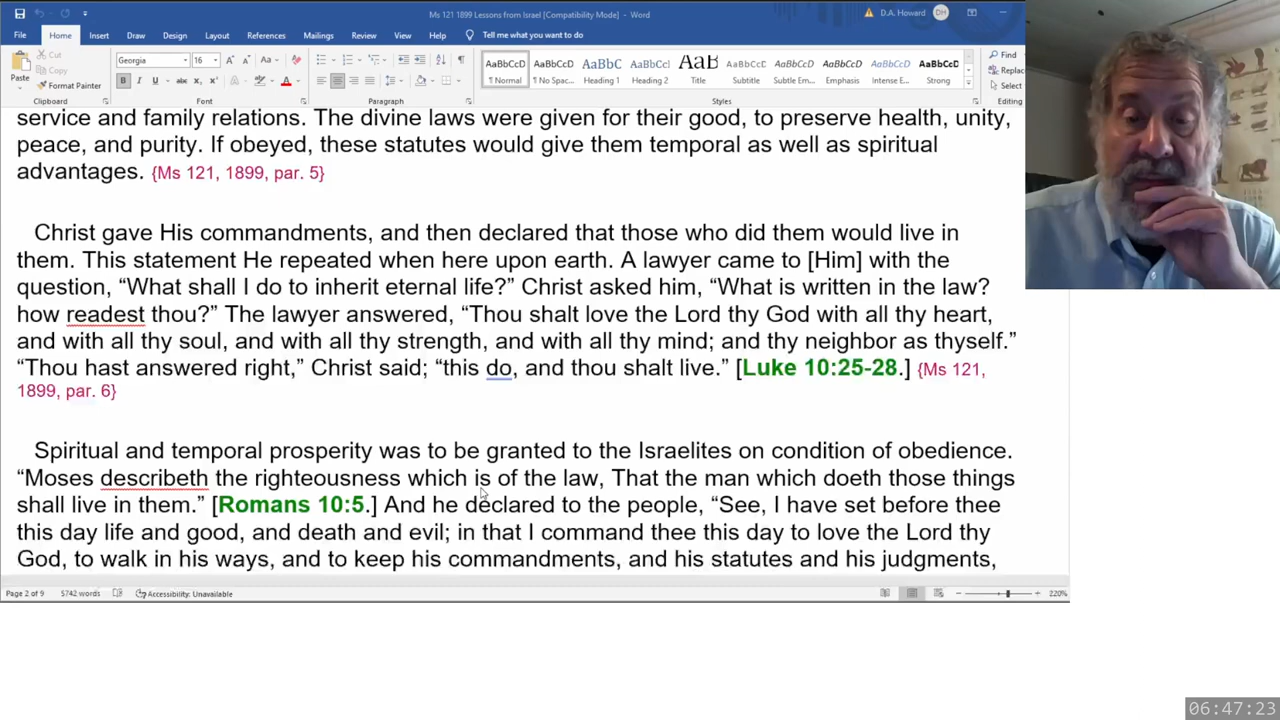 Ms 121 1899 Lessons from Israel [Compatibility Mode] - Word
D.A. Howard
DH
File Home Insert Draw Design Layout References Mailings Review View Help Tell me what you want to do
Paste
Cut
Copy
Format Painter
Clipboard
Georgia 16
Font
Paragraph
AaBbCcD AaBbCcD AaBbC AaBbCcD AaB AaBbCcD AaBbCcD AaBbCcD AaBbCcD AaBbCcD
¶ Normal ¶ No Spac... Heading 1 Heading 2 Title Subtitle Subtle Em... Emphasis Intense E... Strong
Styles
Find
Replac
Select
Editing
service and family relations. The divine laws were given for their good, to preserve health, unity,
peace, and purity. If obeyed, these statutes would give them temporal as well as spiritual
advantages. {Ms 121, 1899, par. 5}
Christ gave His commandments, and then declared that those who did them would live in
them. This statement He repeated when here upon earth. A lawyer came to [Him] with the
question, “What shall I do to inherit eternal life?” Christ asked him, “What is written in the law?
how readest thou?” The lawyer answered, “Thou shalt love the Lord thy God with all thy heart,
and with all thy soul, and with all thy strength, and with all thy mind; and thy neighbor as thyself.”
“Thou hast answered right,” Christ said; “this do, and thou shalt live.” [Luke 10:25-28.] {Ms 121,
1899, par. 6}
Spiritual and temporal prosperity was to be granted to the Israelites on condition of obedience.
“Moses describeth the righteousness which is of the law, That the man which doeth those things
shall live in them.” [Romans 10:5.] And he declared to the people, “See, I have set before thee
this day life and good, and death and evil; in that I command thee this day to love the Lord thy
God, to walk in his ways, and to keep his commandments, and his statutes and his judgments,
Page 2 of 9 5742 words Accessibility: Unavailable 220%
06:47:23